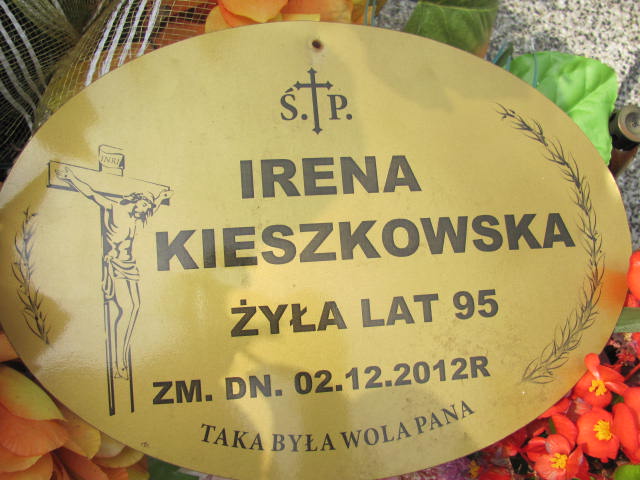 Ś. P.
INRI
IRENA
KIESZKOWSKA
ŻYŁA LAT 95
ZM. DN. 02.12.2012R
TAKA BYŁA WOLA PANA